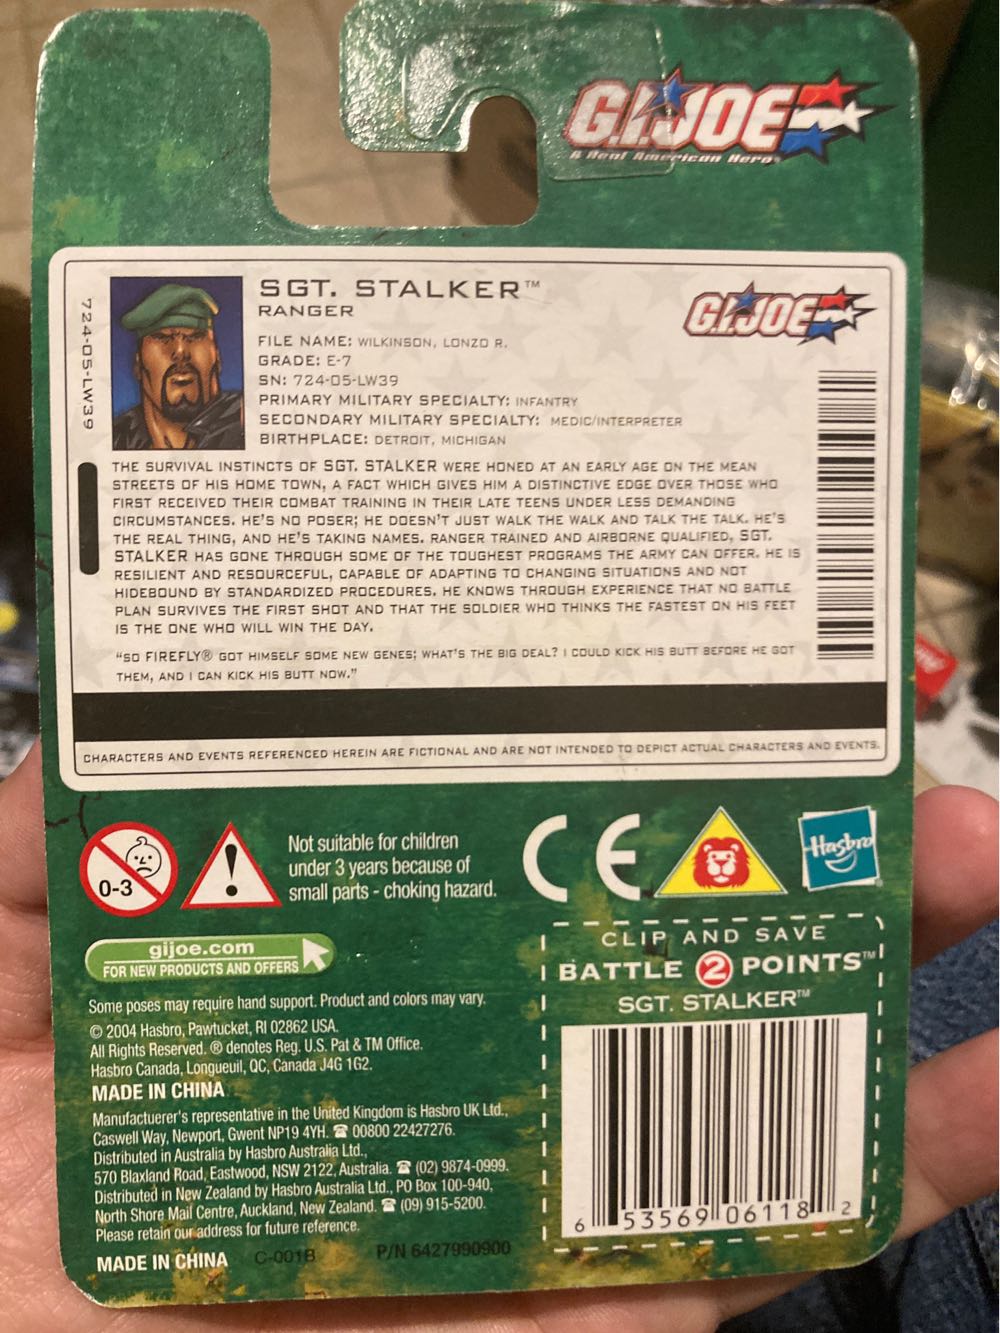 G.I.JOE
A Real American Hero
724-05-LW39
SGT. STALKER™
RANGER
G.I.JOE
FILE NAME: WILKINSON, LONZO R.
GRADE: E-7
SN: 724-05-LW39
PRIMARY MILITARY SPECIALTY: INFANTRY
SECONDARY MILITARY SPECIALTY: MEDIC/INTERPRETER
BIRTHPLACE: DETROIT, MICHIGAN
THE SURVIVAL INSTINCTS OF SGT. STALKER WERE HONED AT AN EARLY AGE ON THE MEAN
STREETS OF HIS HOME TOWN, A FACT WHICH GIVES HIM A DISTINCTIVE EDGE OVER THOSE WHO
FIRST RECEIVED THEIR COMBAT TRAINING IN THEIR LATE TEENS UNDER LESS DEMANDING
CIRCUMSTANCES. HE'S NO POSER; HE DOESN'T JUST WALK THE WALK AND TALK THE TALK. HE'S
THE REAL THING, AND HE'S TAKING NAMES. RANGER TRAINED AND AIRBORNE QUALIFIED, SGT.
STALKER HAS GONE THROUGH SOME OF THE TOUGHEST PROGRAMS THE ARMY CAN OFFER. HE IS
RESILIENT AND RESOURCEFUL, CAPABLE OF ADAPTING TO CHANGING SITUATIONS AND NOT
HIDEBOUND BY STANDARDIZED PROCEDURES. HE KNOWS THROUGH EXPERIENCE THAT NO BATTLE
PLAN SURVIVES THE FIRST SHOT AND THAT THE SOLDIER WHO THINKS THE FASTEST ON HIS FEET
IS THE ONE WHO WILL WIN THE DAY.
"SO FIREFLY® GOT HIMSELF SOME NEW GENES; WHAT'S THE BIG DEAL? I COULD KICK HIS BUTT BEFORE HE GOT
THEM, AND I CAN KICK HIS BUTT NOW."
CHARACTERS AND EVENTS REFERENCED HEREIN ARE FICTIONAL AND ARE NOT INTENDED TO DEPICT ACTUAL CHARACTERS AND EVENTS.
0-3
Not suitable for children
under 3 years because of
small parts - choking hazard.
CE
Hasbro
gijoe.com
FOR NEW PRODUCTS AND OFFERS
Some poses may require hand support. Product and colors may vary.
© 2004 Hasbro, Pawtucket, RI 02862 USA.
All Rights Reserved. ® denotes Reg. U.S. Pat & TM Office.
Hasbro Canada, Longueuil, QC, Canada J4G 1G2.
MADE IN CHINA
Manufactuerer's representative in the United Kingdom is Hasbro UK Ltd.,
Caswell Way, Newport, Gwent NP19 4YH. ☎ 00800 22427276.
Distributed in Australia by Hasbro Australia Ltd.,
570 Blaxland Road, Eastwood, NSW 2122, Australia. ☎ (02) 9874-0999.
Distributed in New Zealand by Hasbro Australia Ltd., PO Box 100-940,
North Shore Mail Centre, Auckland, New Zealand. ☎ (09) 915-5200.
Please retain our address for future reference.
MADE IN CHINA C-001B P/N 6427990900
CLIP AND SAVE
BATTLE 2 POINTS™
SGT. STALKER™
6 53569 06118 2